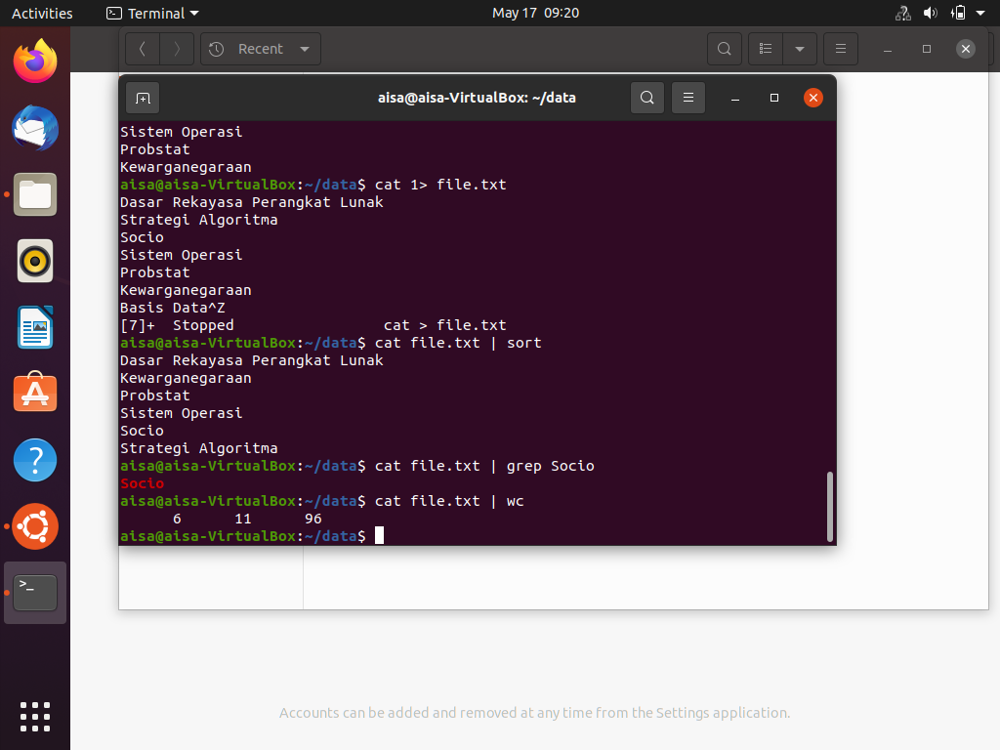 Activities Terminal May 17 09:20
Recent
aisa@aisa-VirtualBox: ~/data
Sistem Operasi
Probstat
Kewarganegaraan
aisa@aisa-VirtualBox:~/data$ cat 1> file.txt
Dasar Rekayasa Perangkat Lunak
Strategi Algoritma
Socio
Sistem Operasi
Probstat
Kewarganegaraan
Basis Data^Z
[7]+  Stopped                 cat > file.txt
aisa@aisa-VirtualBox:~/data$ cat file.txt | sort
Dasar Rekayasa Perangkat Lunak
Kewarganegaraan
Probstat
Sistem Operasi
Socio
Strategi Algoritma
aisa@aisa-VirtualBox:~/data$ cat file.txt | grep Socio
Socio
aisa@aisa-VirtualBox:~/data$ cat file.txt | wc
      6      11      96
aisa@aisa-VirtualBox:~/data$
Accounts can be added and removed at any time from the Settings application.